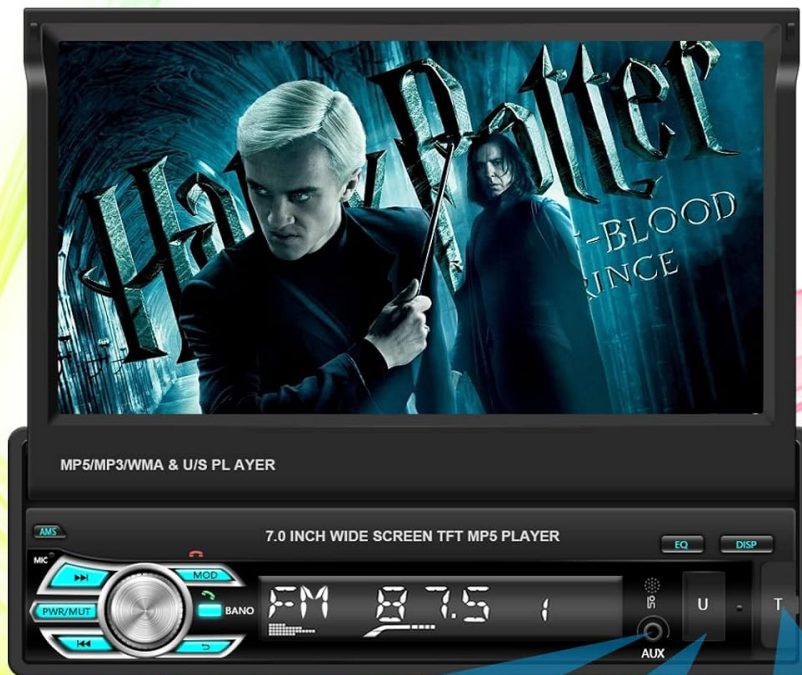 Harry Potter
-BLOOD
RINCE
MP5/MP3/WMA & U/S PL AYER
AMS
7.0 INCH WIDE SCREEN TFT MP5 PLAYER
EQ
DISP
MIC
MOD
PWR/MUT
BANO
FM 87.5 1
SIG
U
-
T
AUX